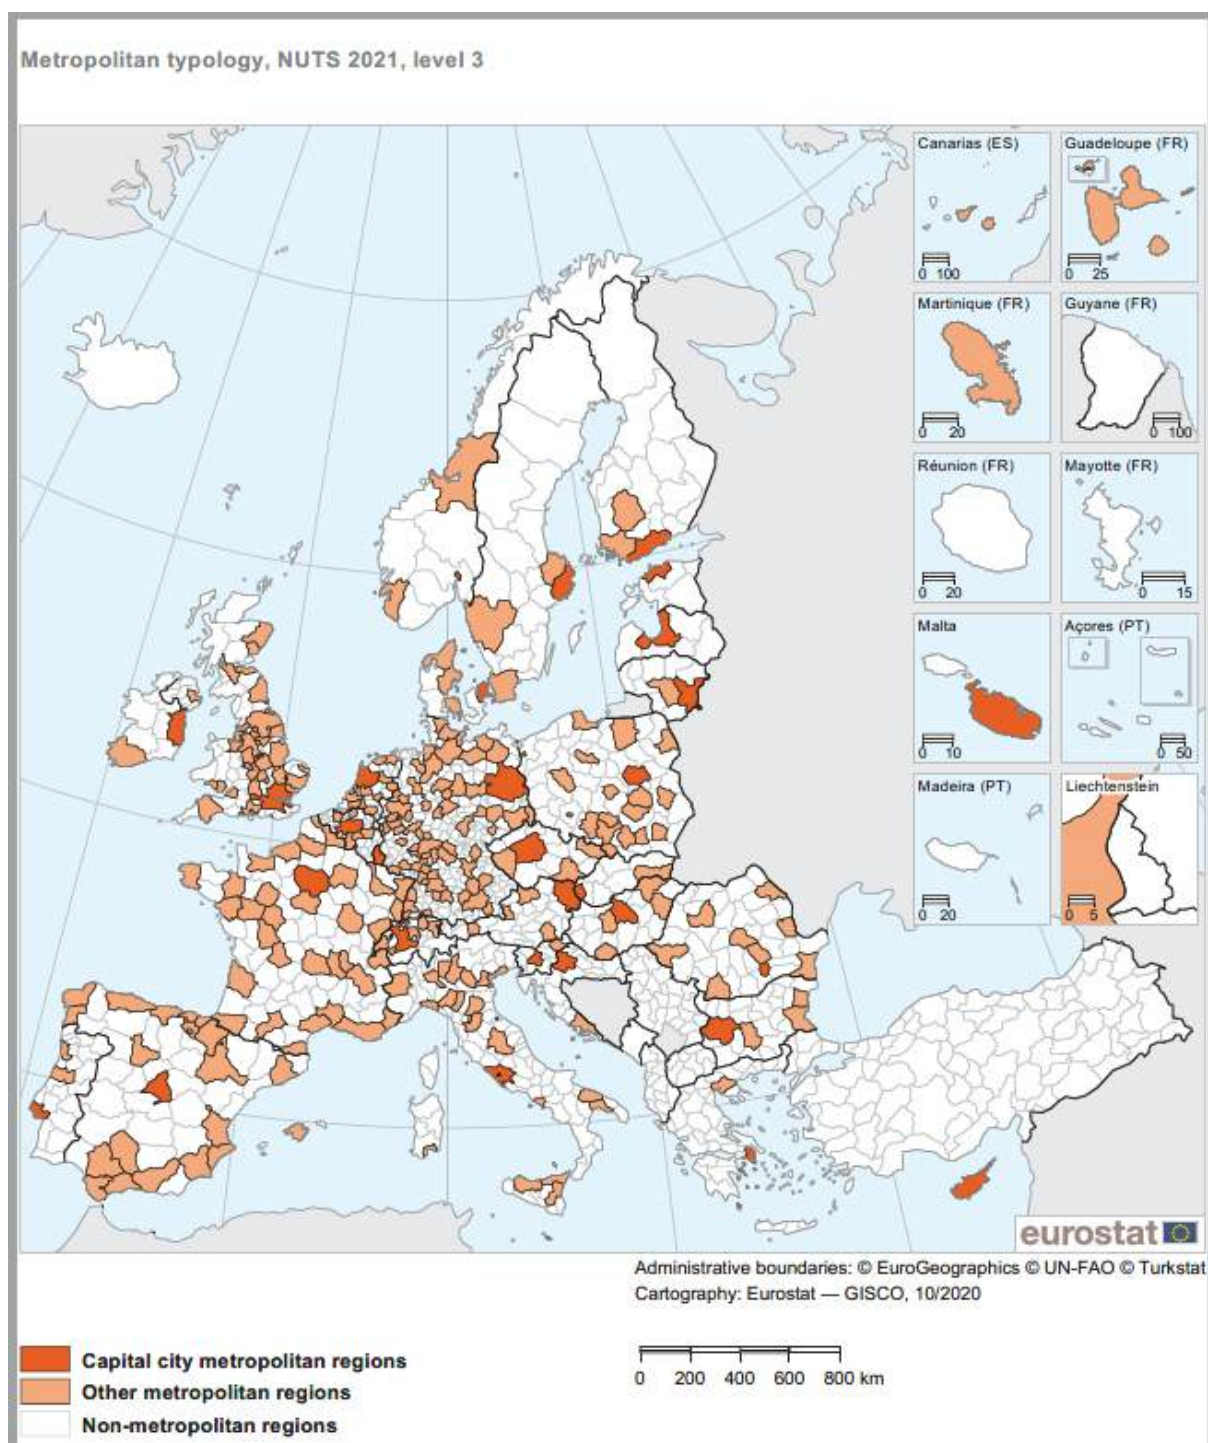 Metropolitan typology, NUTS 2021, level 3
Canarias (ES)
0 100
Guadeloupe (FR)
0 25
Martinique (FR)
0 20
Guyane (FR)
0 100
Réunion (FR)
0 20
Mayotte (FR)
0 15
Malta
0 10
Açores (PT)
0 50
Madeira (PT)
0 20
Liechtenstein
0 5
eurostat
Administrative boundaries: © EuroGeographics © UN-FAO © Turkstat
Cartography: Eurostat — GISCO, 10/2020
Capital city metropolitan regions
Other metropolitan regions
Non-metropolitan regions
0 200 400 600 800 km